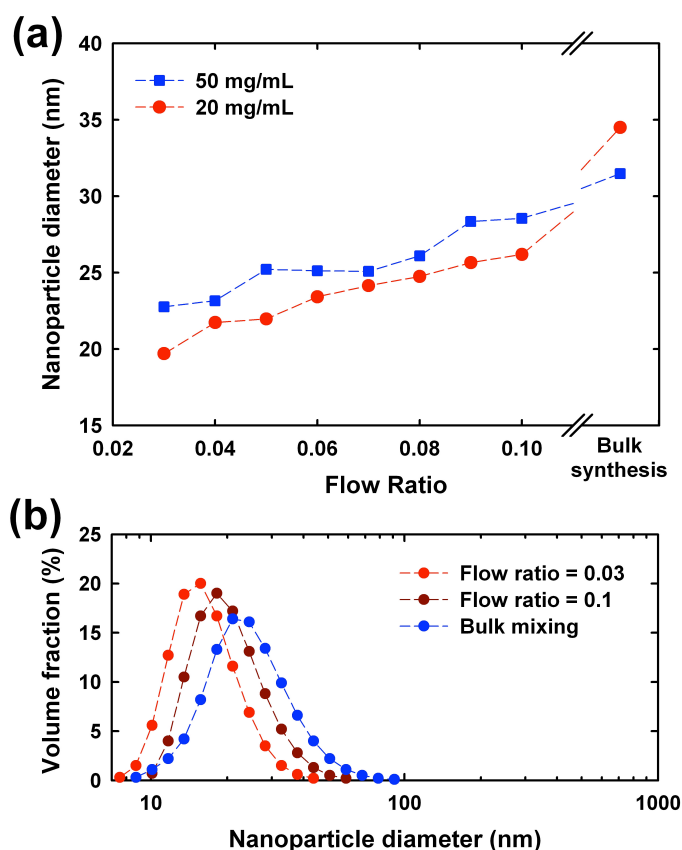 (a)
Nanoparticle diameter (nm)
40
35
30
25
20
15
50 mg/mL
20 mg/mL
0.02
0.04
0.06
0.08
0.10
Bulk
synthesis
Flow Ratio
(b)
Volume fraction (%)
25
20
15
10
5
0
Flow ratio = 0.03
Flow ratio = 0.1
Bulk mixing
10
100
1000
Nanoparticle diameter (nm)